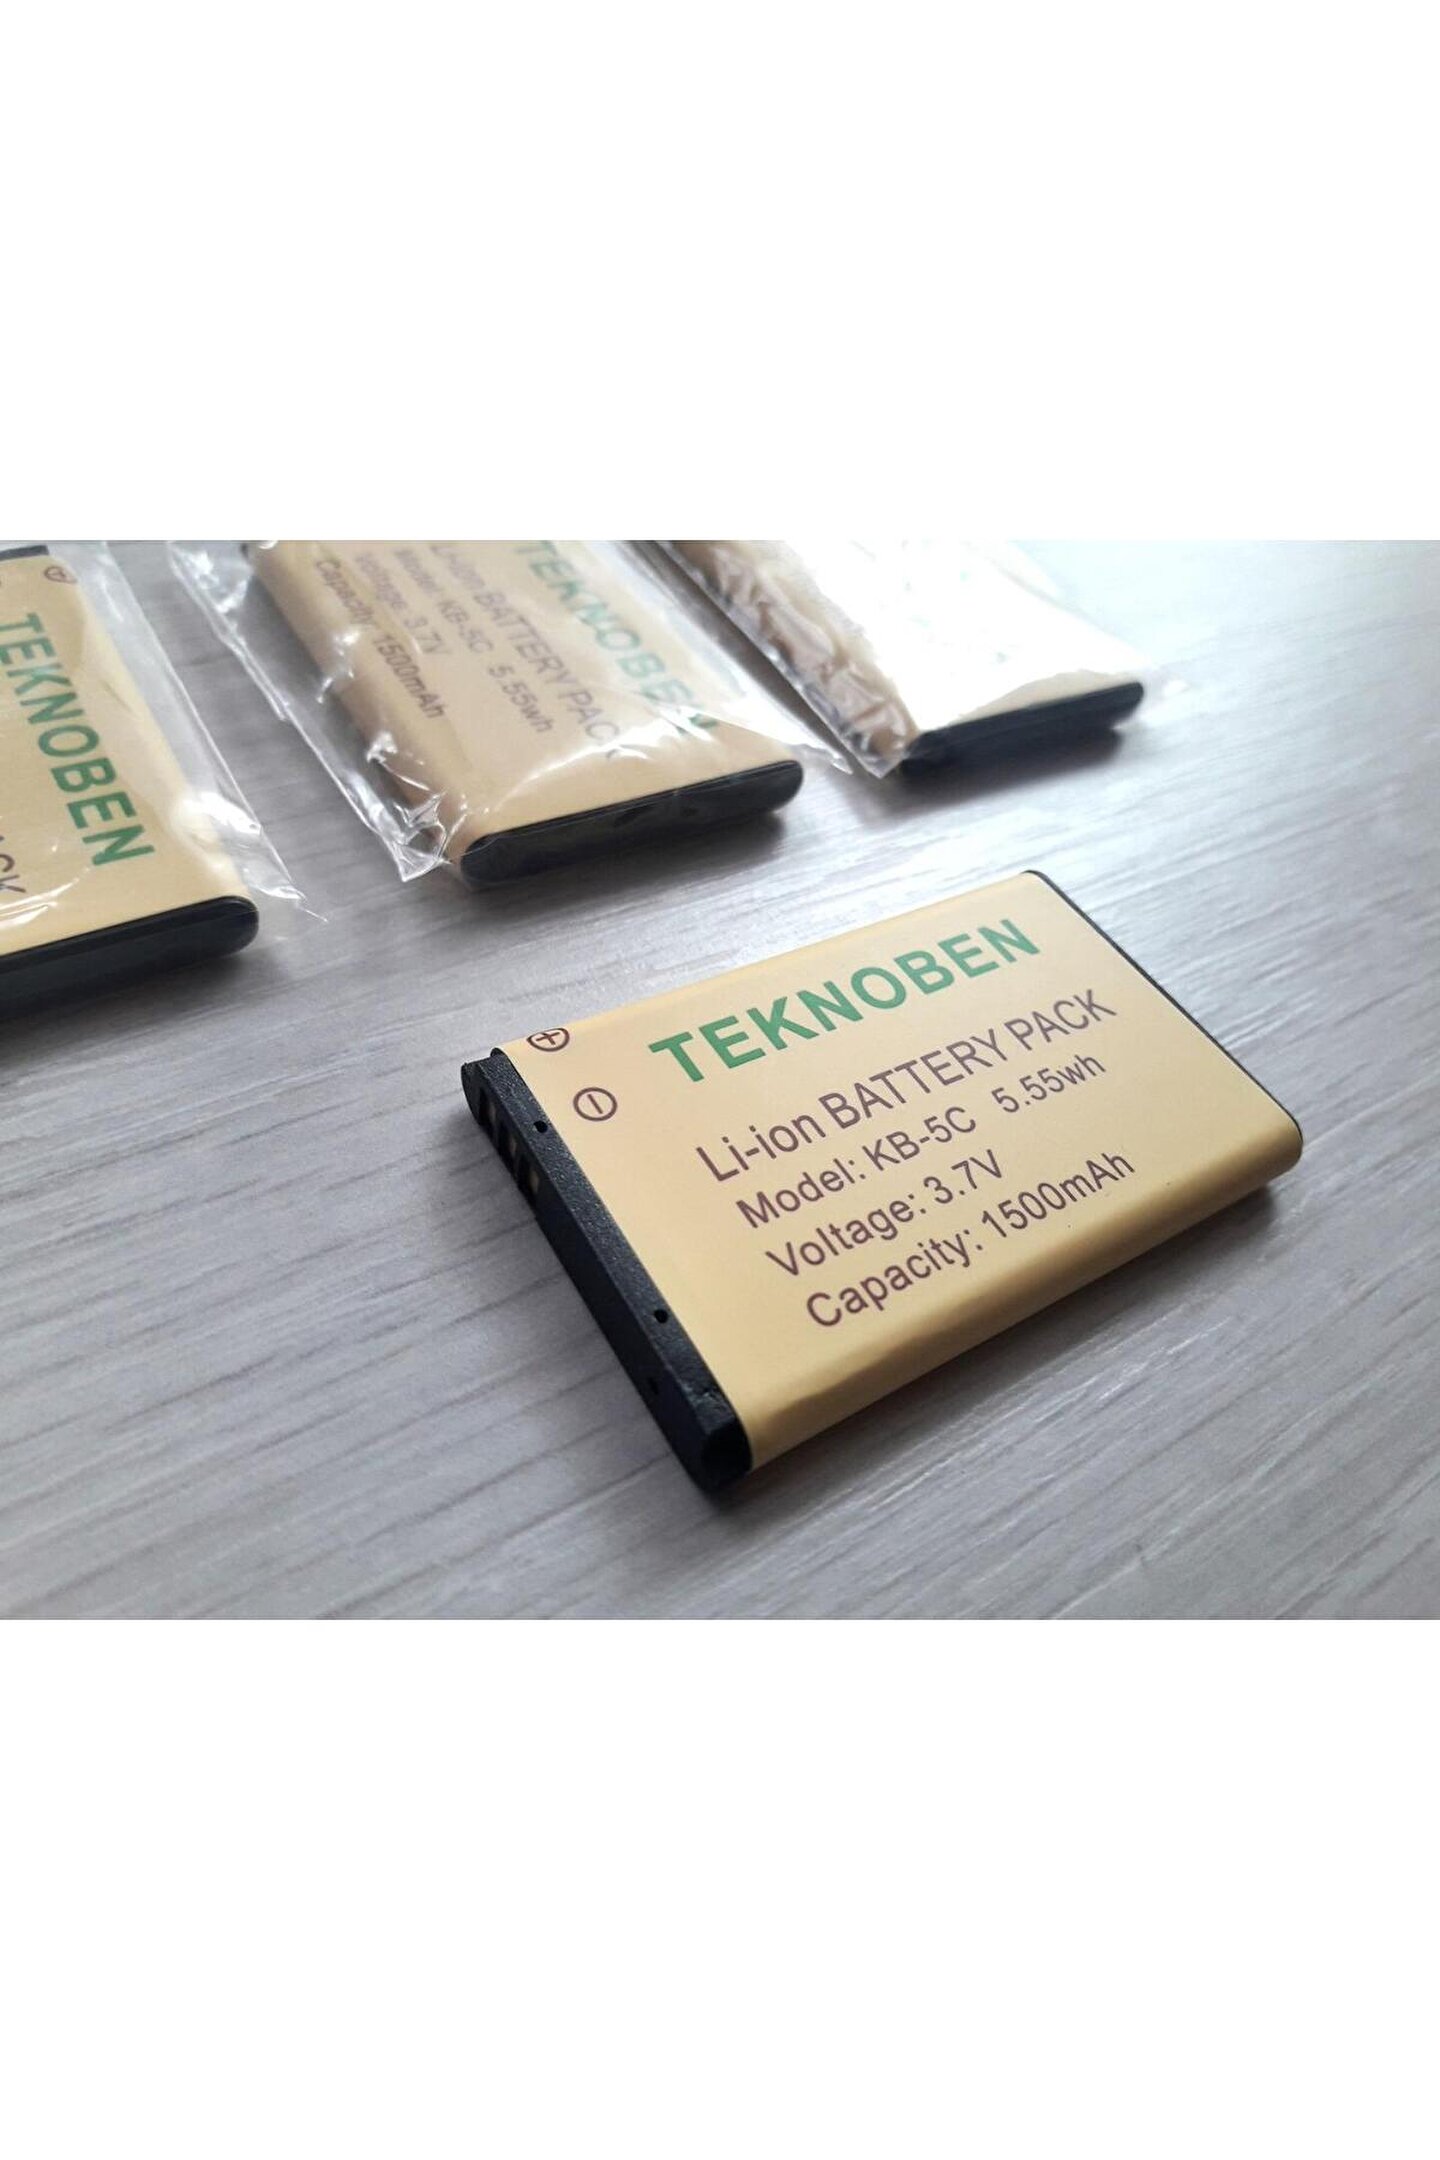 TEKNOBEN
ACK
TEKNOBEN
Li-ion BATTERY PACK
Model: KB-5C 5.55wh
Voltage: 3.7V
Capacity: 1500mAh
TEKNOBEN
Li-ion BATTERY PACK
Model: KB-5C 5.55wh
Voltage: 3.7V
Capacity: 1500mAh